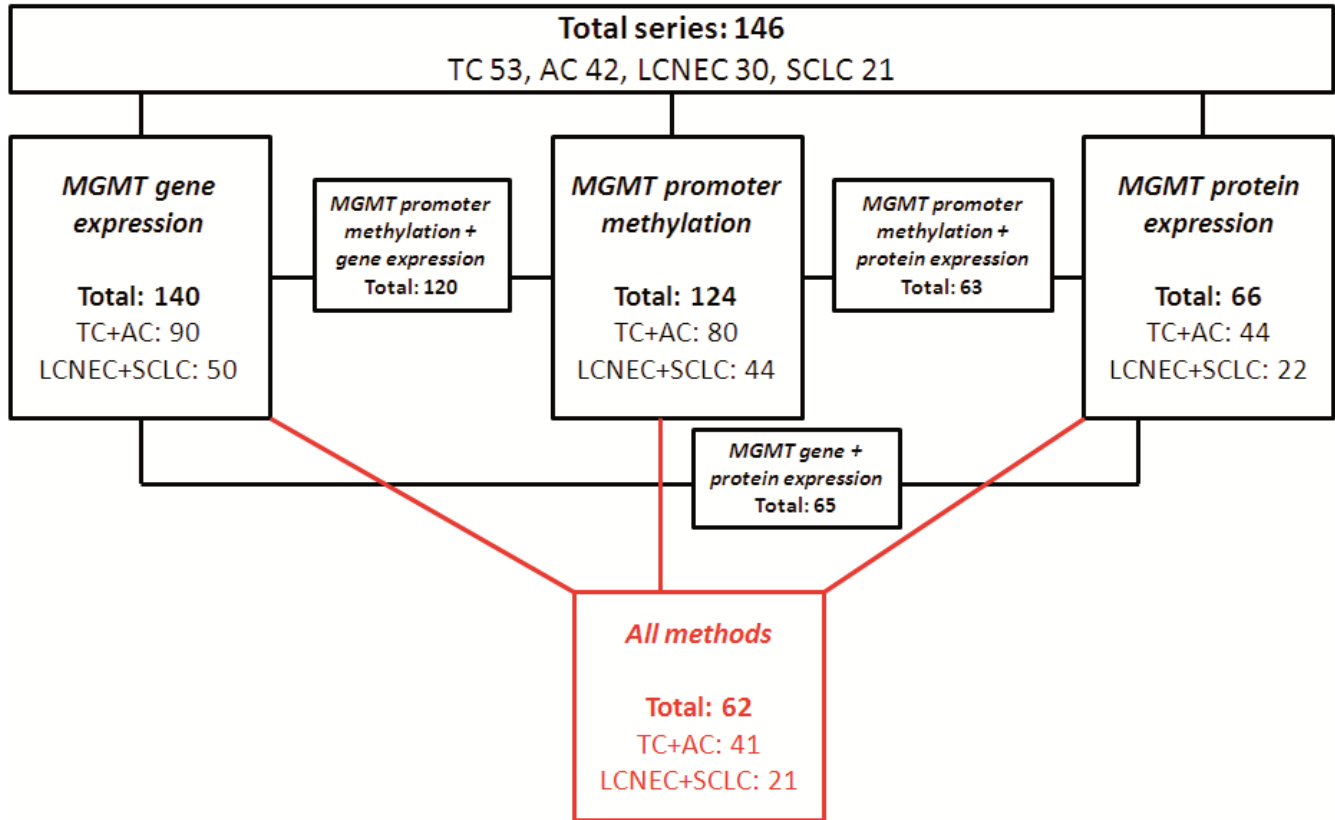 Total series: 146
TC 53, AC 42, LCNEC 30, SCLC 21
MGMT gene
expression
Total: 140
TC+AC: 90
LCNEC+SCLC: 50
MGMT promoter
methylation +
gene expression
Total: 120
MGMT promoter
methylation
Total: 124
TC+AC: 80
LCNEC+SCLC: 44
MGMT promoter
methylation +
protein expression
Total: 63
MGMT protein
expression
Total: 66
TC+AC: 44
LCNEC+SCLC: 22
MGMT gene +
protein expression
Total: 65
All methods
Total: 62
TC+AC: 41
LCNEC+SCLC: 21